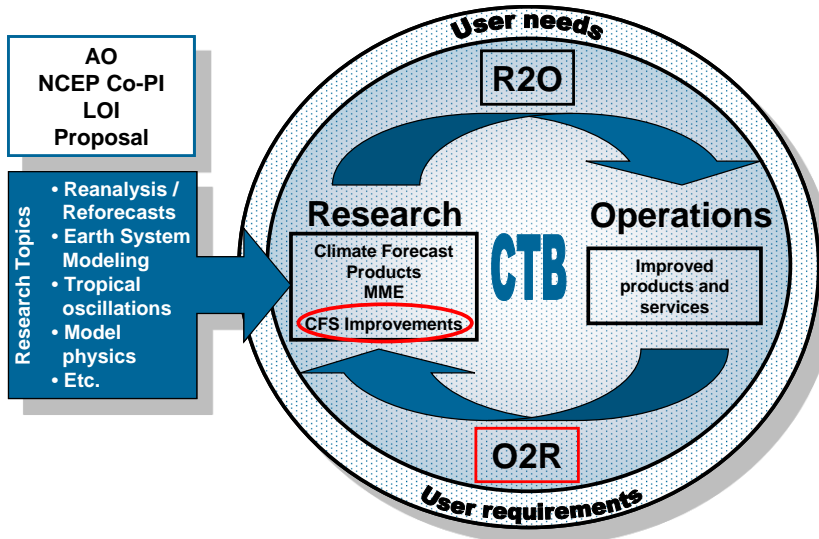 User needs
AO
NCEP Co-PI
LOI
Proposal
R2O
Research Topics
• Reanalysis /
Reforecasts
• Earth System
Modeling
• Tropical
oscillations
• Model
physics
• Etc.
Research
Climate Forecast
Products
MME
CFS Improvements
CTB
Operations
Improved
products and
services
O2R
User requirements